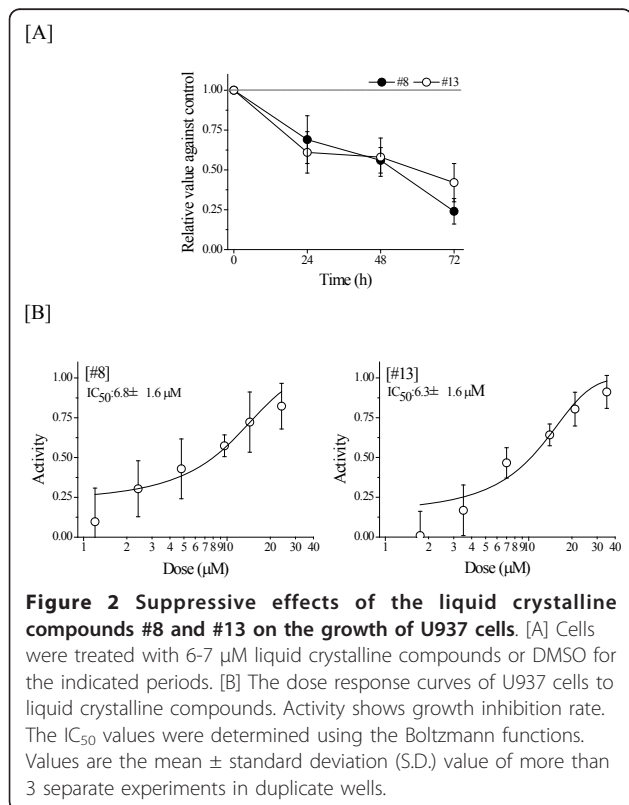 [A]
#8 #13
Relative value against control
1.00
0.75
0.50
0.25
0.00
0 24 48 72
Time (h)
[B]
[#8]
IC50:6.8± 1.6 μM
Activity
1.00
0.75
0.50
0.25
0.00
1 2 3 4 5 6 7 8 9 10 20 30 40
Dose (μM)
[#13]
IC50:6.3± 1.6 μM
Activity
1.00
0.75
0.50
0.25
0.00
1 2 3 4 5 6 7 8 9 10 20 30 40
Dose (μM)
Figure 2 Suppressive effects of the liquid crystalline
compounds #8 and #13 on the growth of U937 cells. [A] Cells
were treated with 6-7 μM liquid crystalline compounds or DMSO for
the indicated periods. [B] The dose response curves of U937 cells to
liquid crystalline compounds. Activity shows growth inhibition rate.
The IC50 values were determined using the Boltzmann functions.
Values are the mean ± standard deviation (S.D.) value of more than
3 separate experiments in duplicate wells.